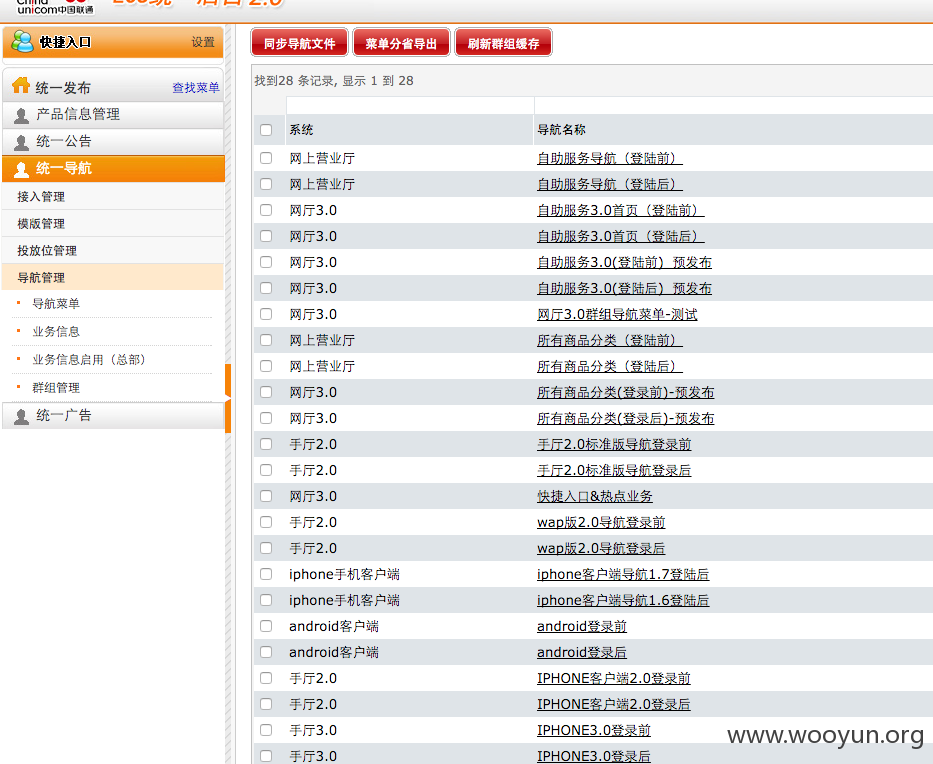 china unicom中国联通
后台 2.0
快捷入口 设置
统一发布 查找菜单
产品信息管理
统一公告
统一导航
接入管理
模版管理
投放位管理
导航管理
导航菜单
业务信息
业务信息启用（总部）
群组管理
统一广告
同步导航文件 菜单分省导出 刷新群组缓存
找到28 条记录, 显示 1 到 28
系统 导航名称
网上营业厅 自助服务导航（登陆前）
网上营业厅 自助服务导航（登陆后）
网厅3.0 自助服务3.0首页（登陆前）
网厅3.0 自助服务3.0首页（登陆后）
网厅3.0 自助服务3.0(登陆前)_预发布
网厅3.0 自助服务3.0(登陆后)_预发布
网厅3.0 网厅3.0群组导航菜单-测试
网上营业厅 所有商品分类（登陆前）
网上营业厅 所有商品分类（登陆后）
网厅3.0 所有商品分类(登录前)-预发布
网厅3.0 所有商品分类(登录后)-预发布
手厅2.0 手厅2.0标准版导航登录前
手厅2.0 手厅2.0标准版导航登录后
网厅3.0 快捷入口&热点业务
手厅2.0 wap版2.0导航登录前
手厅2.0 wap版2.0导航登录后
iphone手机客户端 iphone客户端导航1.7登陆后
iphone手机客户端 iphone客户端导航1.6登陆后
android客户端 android登录前
android客户端 android登录后
手厅2.0 IPHONE客户端2.0登录前
手厅2.0 IPHONE客户端2.0登录后
手厅3.0 IPHONE3.0登录前
手厅3.0 IPHONE3.0登录后
www.wooyun.org